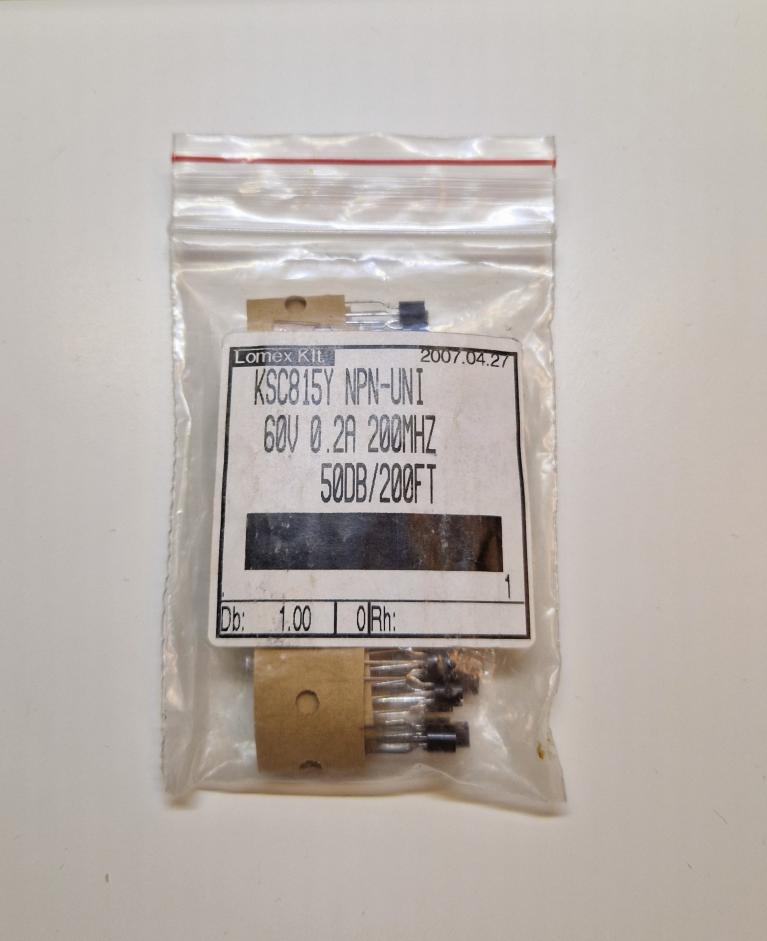 Lomex Kft. 2007.04.27
KSC815Y NPN-UNI
60V 0.2A 200MHZ
50DB/200FT
1
Db: 1.00 0 Rh: